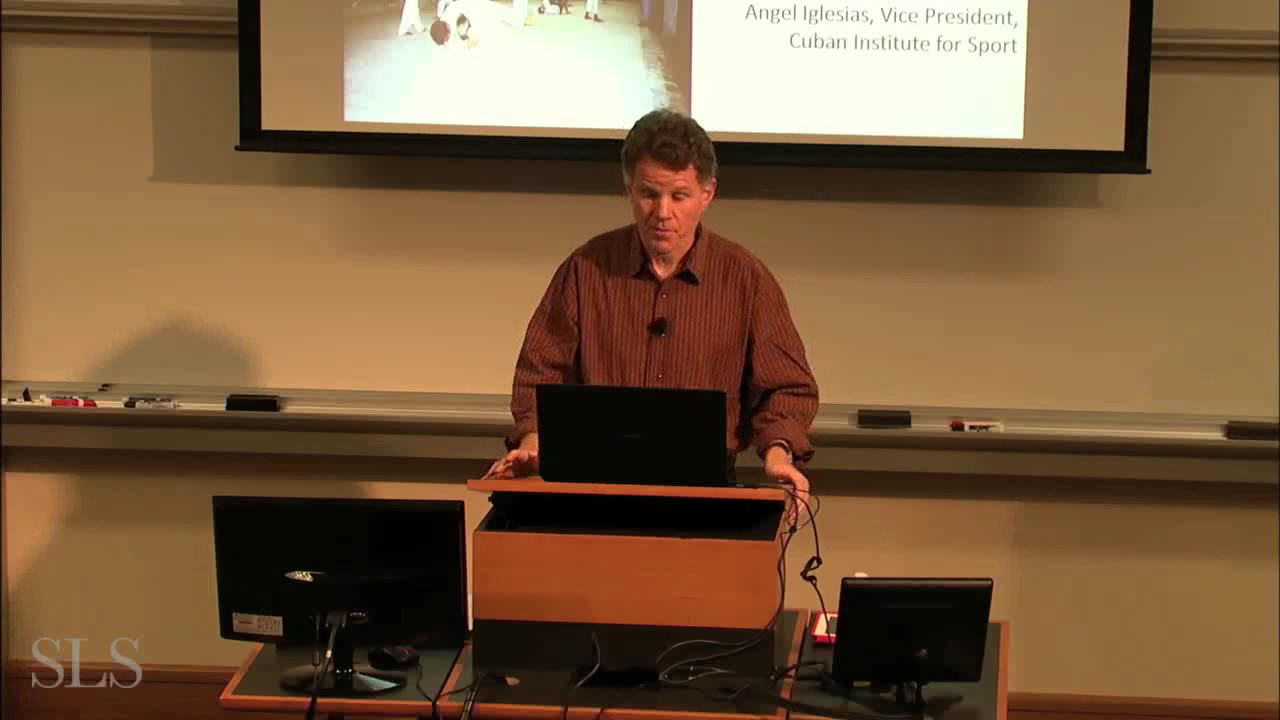 Angel Iglesias, Vice President,
Cuban Institute for Sport
SLS